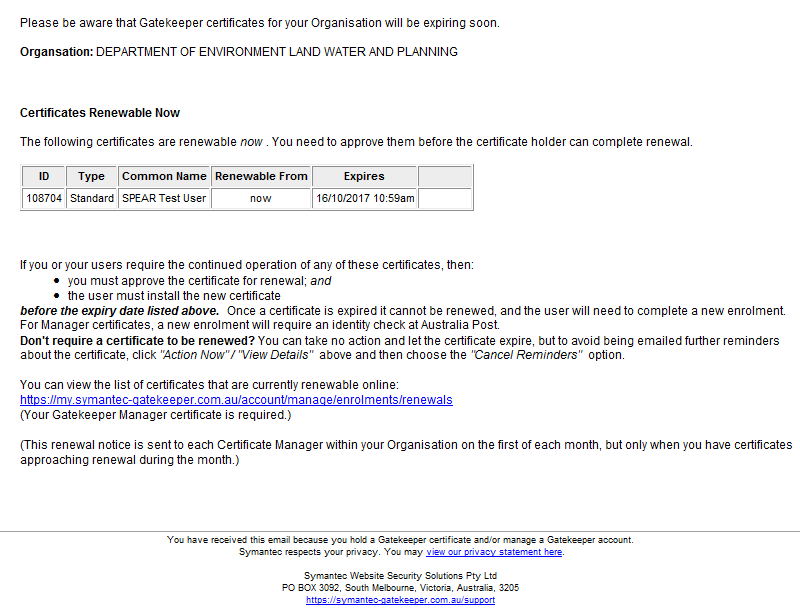 Please be aware that Gatekeeper certificates for your Organisation will be expiring soon.
Organsation: DEPARTMENT OF ENVIRONMENT LAND WATER AND PLANNING
Certificates Renewable Now
The following certificates are renewable now . You need to approve them before the certificate holder can complete renewal.
ID Type Common Name Renewable From Expires
108704 Standard SPEAR Test User now 16/10/2017 10:59am
If you or your users require the continued operation of any of these certificates, then:
• you must approve the certificate for renewal; and
• the user must install the new certificate
before the expiry date listed above. Once a certificate is expired it cannot be renewed, and the user will need to complete a new enrolment.
For Manager certificates, a new enrolment will require an identity check at Australia Post.
Don't require a certificate to be renewed? You can take no action and let the certificate expire, but to avoid being emailed further reminders
about the certificate, click "Action Now" / "View Details" above and then choose the "Cancel Reminders" option.
You can view the list of certificates that are currently renewable online:
https://my.symantec-gatekeeper.com.au/account/manage/enrolments/renewals
(Your Gatekeeper Manager certificate is required.)
(This renewal notice is sent to each Certificate Manager within your Organisation on the first of each month, but only when you have certificates
approaching renewal during the month.)
You have received this email because you hold a Gatekeeper certificate and/or manage a Gatekeeper account.
Symantec respects your privacy. You may view our privacy statement here.
Symantec Website Security Solutions Pty Ltd
PO BOX 3092, South Melbourne, Victoria, Australia, 3205
https://symantec-gatekeeper.com.au/support